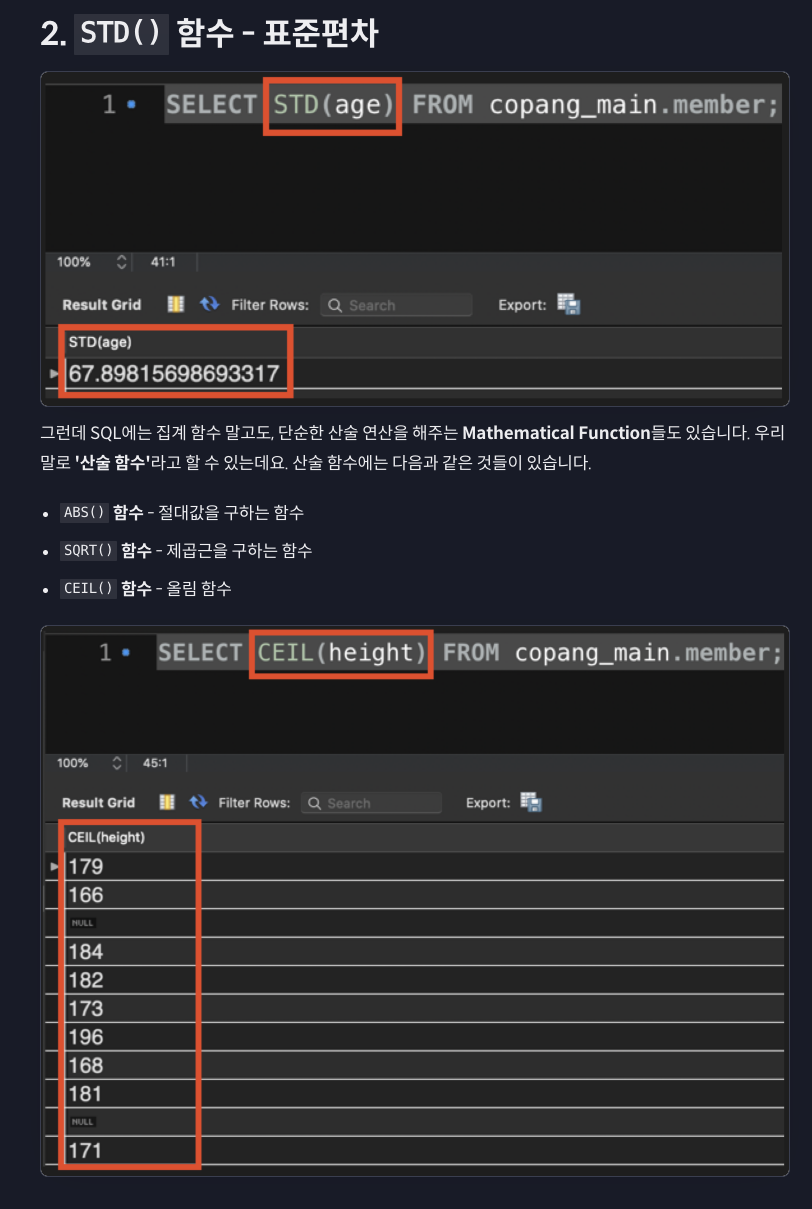 2. STD() 함수 - 표준편차
1 SELECT STD(age) FROM copang_main.member;
100% 41:1
Result Grid Filter Rows: Search Export:
STD(age)
67.89815698693317
그런데 SQL에는 집계 함수 말고도, 단순한 산술 연산을 해주는 Mathematical Function들도 있습니다. 우리
말로 '산술 함수'라고 할 수 있는데요. 산술 함수에는 다음과 같은 것들이 있습니다.
• ABS() 함수 - 절대값을 구하는 함수
• SQRT() 함수 - 제곱근을 구하는 함수
• CEIL() 함수 - 올림 함수
1 SELECT CEIL(height) FROM copang_main.member;
100% 45:1
Result Grid Filter Rows: Search Export:
CEIL(height)
179
166
NULL
184
182
173
196
168
181
NULL
171